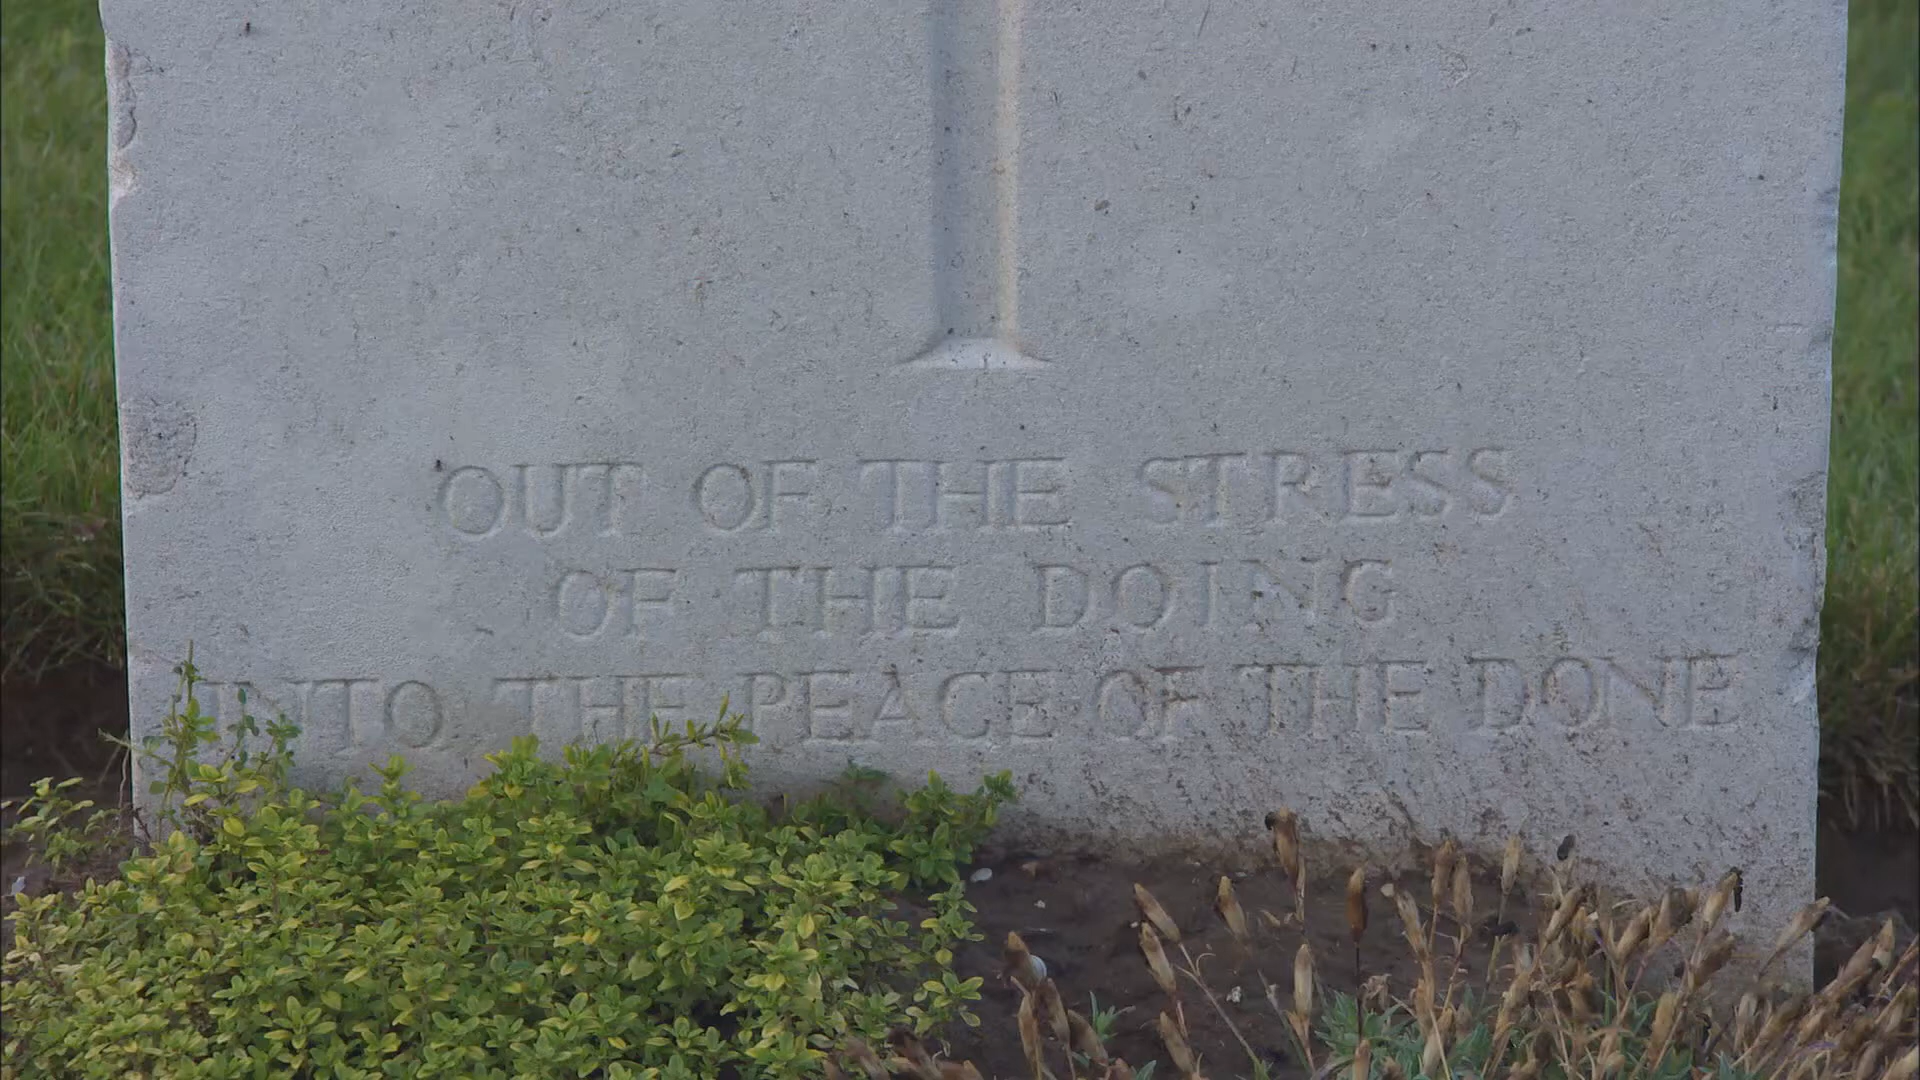 OUT OF THE STRESS
OF THE DOING
INTO THE PEACE OF THE DONE